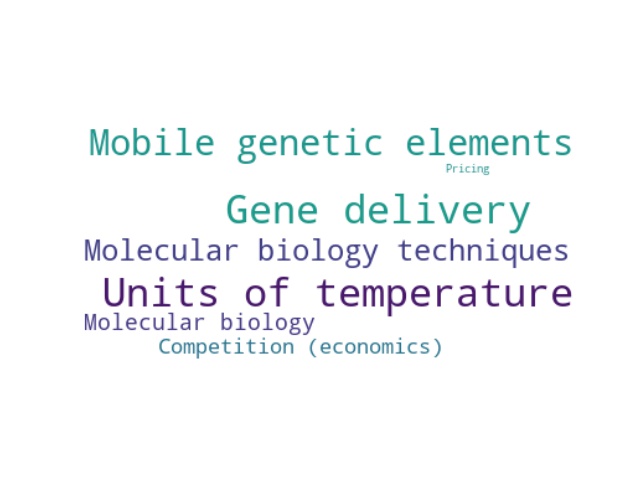 Mobile genetic elements
Pricing
Gene delivery
Molecular biology techniques
Units of temperature
Molecular biology
Competition (economics)